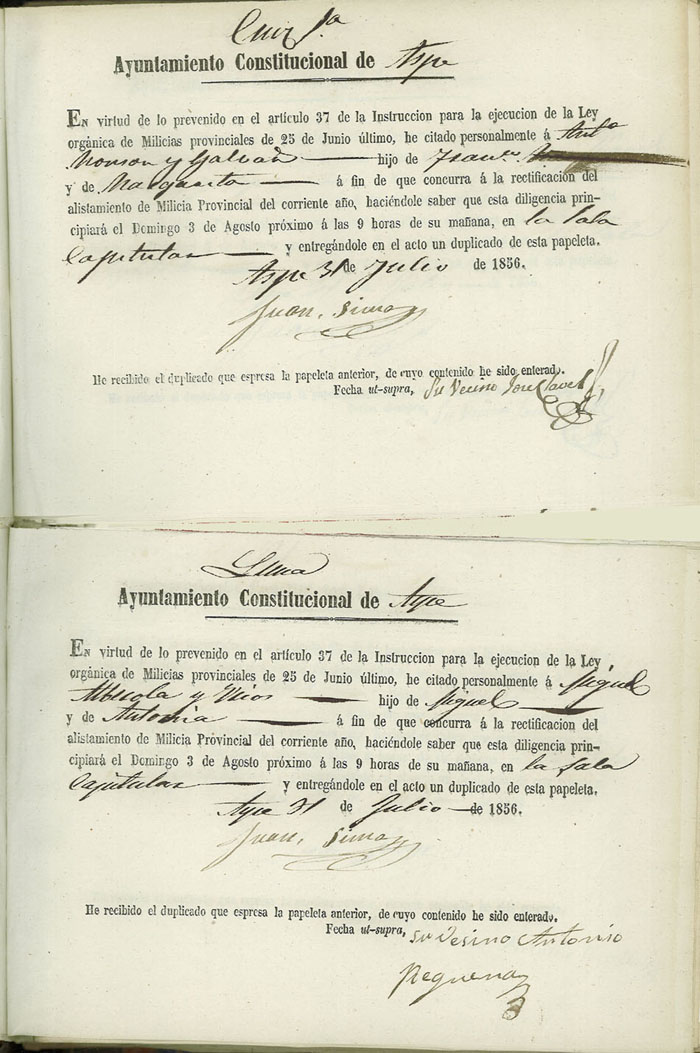 Ayuntamiento Constitucional de Aspe
En virtud de lo prevenido en el artículo 37 de la Instruccion para la ejecucion de la Ley
orgánica de Milicias provinciales de 25 de Junio último, he citado personalmente á Antº
Monzon y Galvañ hijo de Franco
y de Margarita á fin de que concurra á la rectificacion del
alistamiento de Milicia Provincial del corriente año, haciéndole saber que esta diligencia prin-
cipiará el Domingo 3 de Agosto próximo á las 9 horas de su mañana, en la Sala
Capitular y entregándole en el acto un duplicado de esta papeleta.
Aspe 31 de Julio de 1856.
Juan
He recibido el duplicado que espresa la papeleta anterior, de cuyo contenido he sido enterado.
Fecha ut-supra, Su Vecino Jose
Luna
Ayuntamiento Constitucional de Aspe
En virtud de lo prevenido en el artículo 37 de la Instruccion para la ejecucion de la Ley
orgánica de Milicias provinciales de 25 de Junio último, he citado personalmente á Miguel
hijo de Miguel
y de Antonia á fin de que concurra á la rectificacion del
alistamiento de Milicia Provincial del corriente año, haciéndole saber que esta diligencia prin-
cipiará el Domingo 3 de Agosto próximo á las 9 horas de su mañana, en la Sala
Capitular y entregándole en el acto un duplicado de esta papeleta.
Aspe 31 de Julio de 1856.
Juan
He recibido el duplicado que espresa la papeleta anterior, de cuyo contenido he sido enterado.
Fecha ut-supra, su Vesino Antonio
Requena